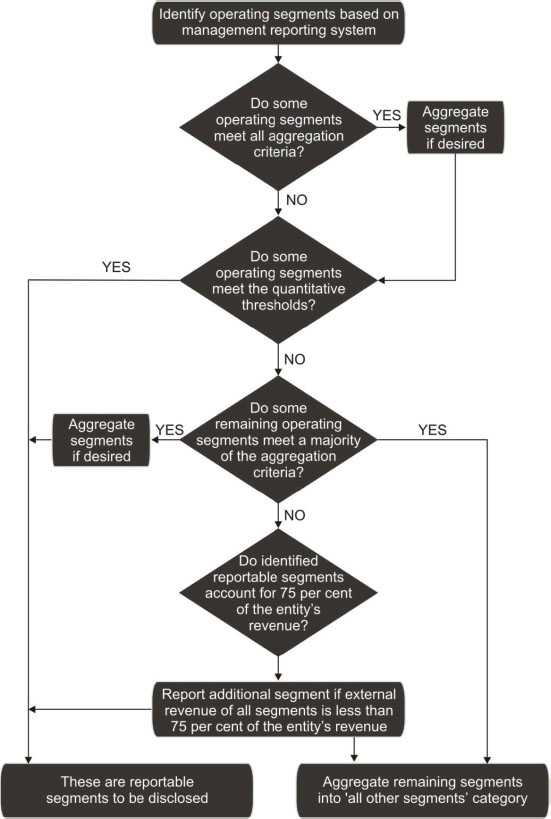 Identify operating segments based on
management reporting system
Do some
operating segments
meet all aggregation
criteria?
YES
Aggregate
segments
if desired
NO
Do some
operating segments
meet the quantitative
thresholds?
YES
NO
Do some
remaining operating
segments meet a majority
of the aggregation
criteria?
YES
Aggregate
segments
if desired
YES
NO
Do identified
reportable segments
account for 75 per cent
of the entity's
revenue?
Report additional segment if external
revenue of all segments is less than
75 per cent of the entity's revenue
These are reportable
segments to be disclosed
Aggregate remaining segments
into 'all other segments' category